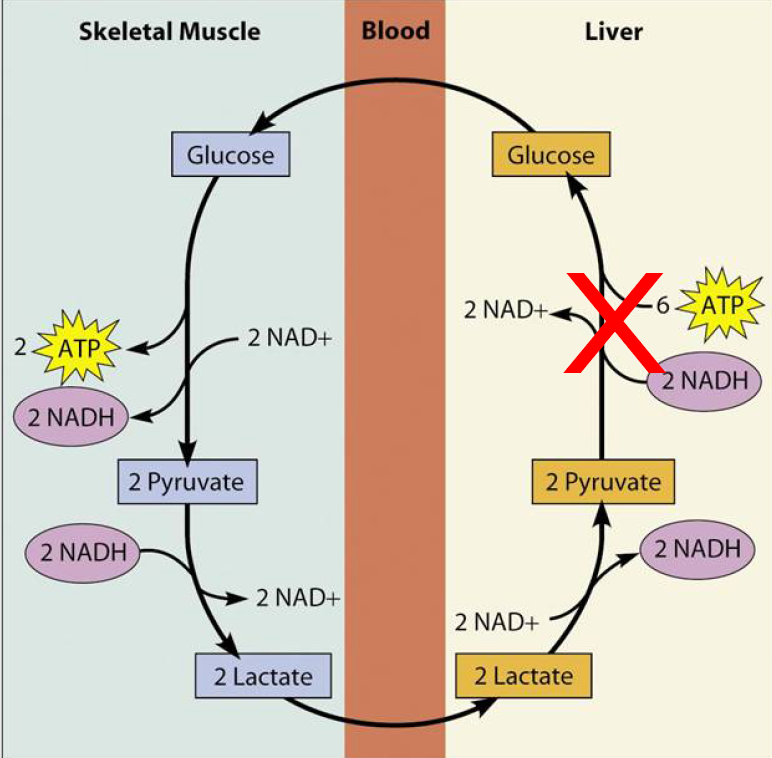 Skeletal Muscle
Blood
Liver
Glucose
Glucose
2 ATP
2 NAD+
2 NADH
2 NAD+
6 ATP
2 NADH
2 Pyruvate
2 Pyruvate
2 NADH
2 NAD+
2 NADH
2 NAD+
2 Lactate
2 Lactate